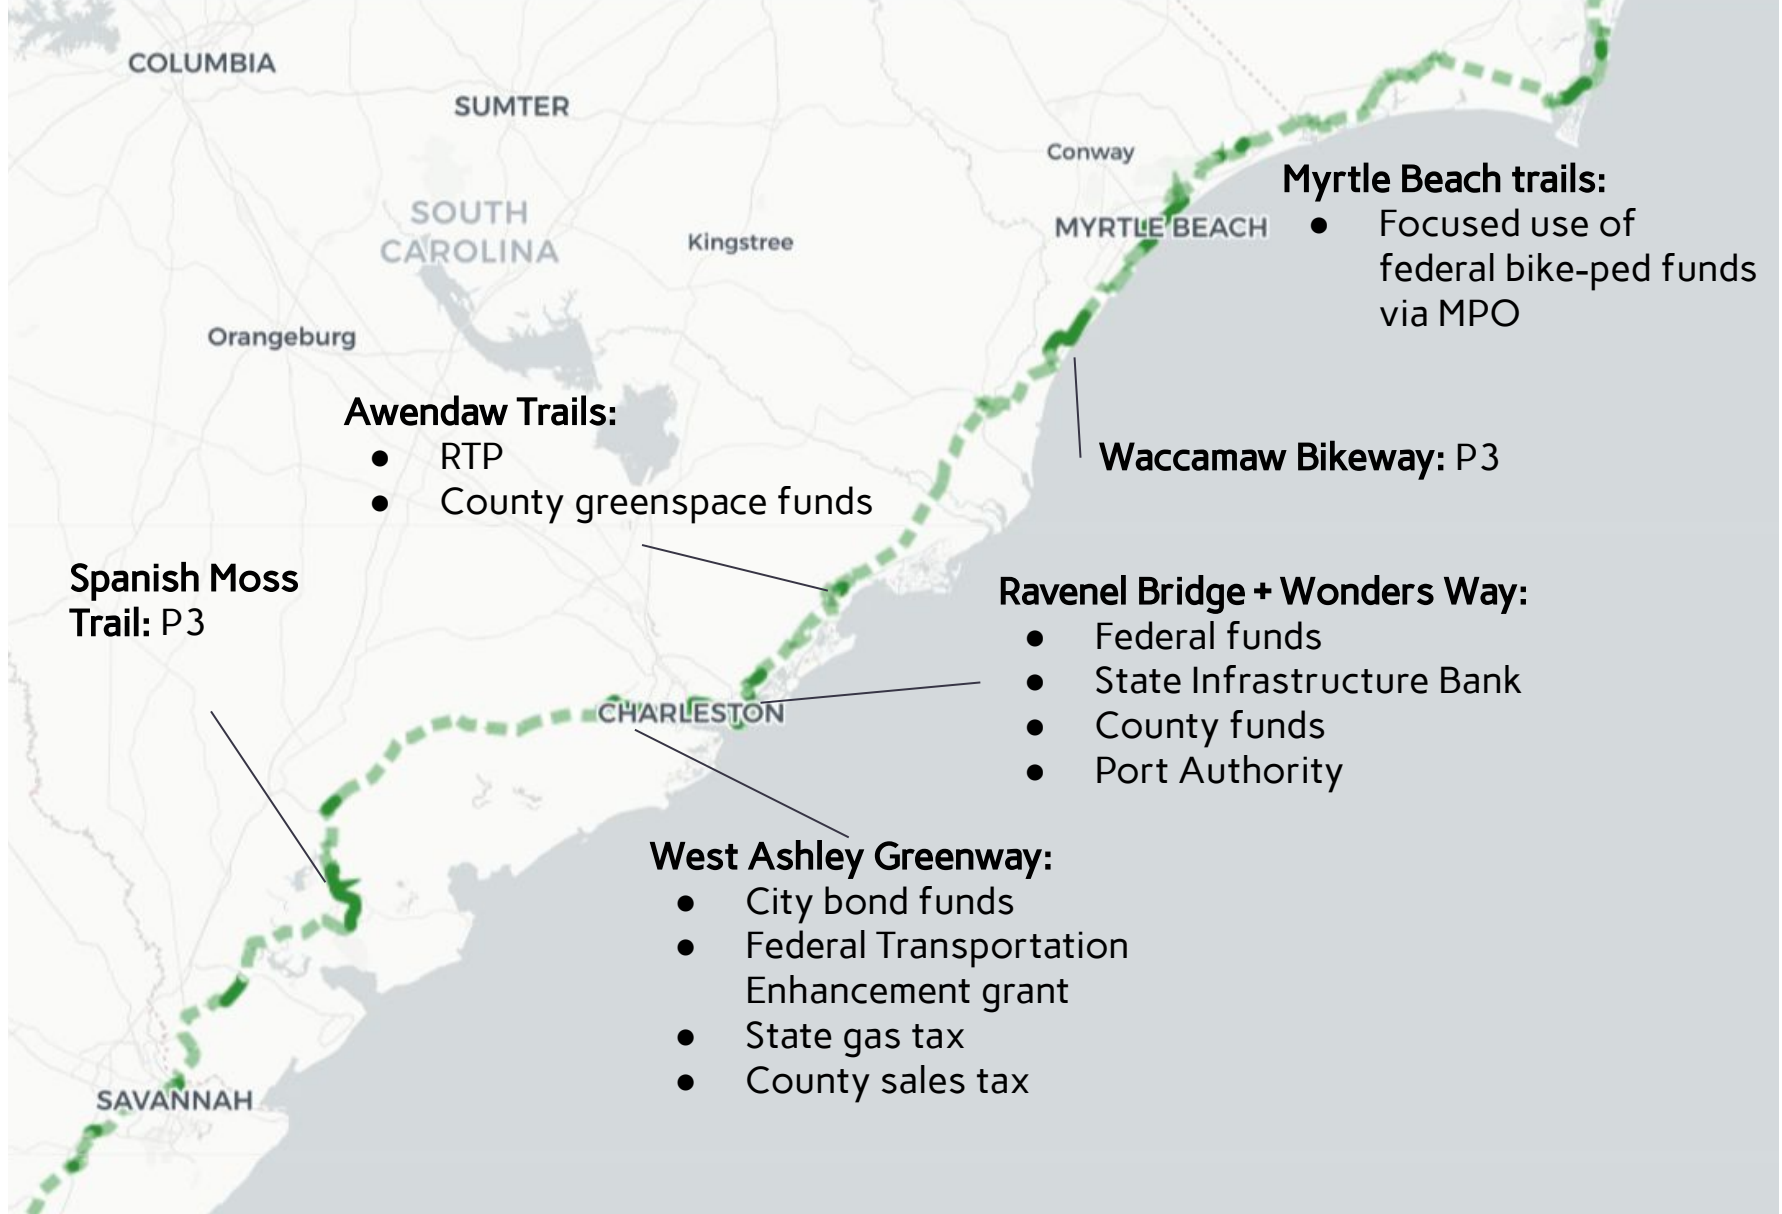 COLUMBIA
SUMTER
Conway
SOUTH
CAROLINA
Kingstree
MYRTLE BEACH
Orangeburg
Myrtle Beach trails:
● Focused use of
federal bike-ped funds
via MPO
Awendaw Trails:
● RTP
● County greenspace funds
Waccamaw Bikeway: P3
Spanish Moss
Trail: P3
Ravenel Bridge + Wonders Way:
● Federal funds
● State Infrastructure Bank
● County funds
● Port Authority
CHARLESTON
West Ashley Greenway:
● City bond funds
● Federal Transportation
Enhancement grant
● State gas tax
● County sales tax
SAVANNAH